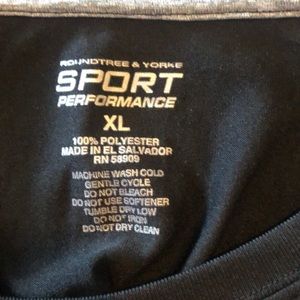 ROUNDTREE & YORKE
SPORT
PERFORMANCE
XL
100% POLYESTER
MADE IN EL SALVADOR
RN 58909
MACHINE WASH COLD
GENTLE CYCLE
DO NOT BLEACH
DO NOT USE SOFTENER
TUMBLE DRY LOW
DO NOT IRON
DO NOT DRY CLEAN